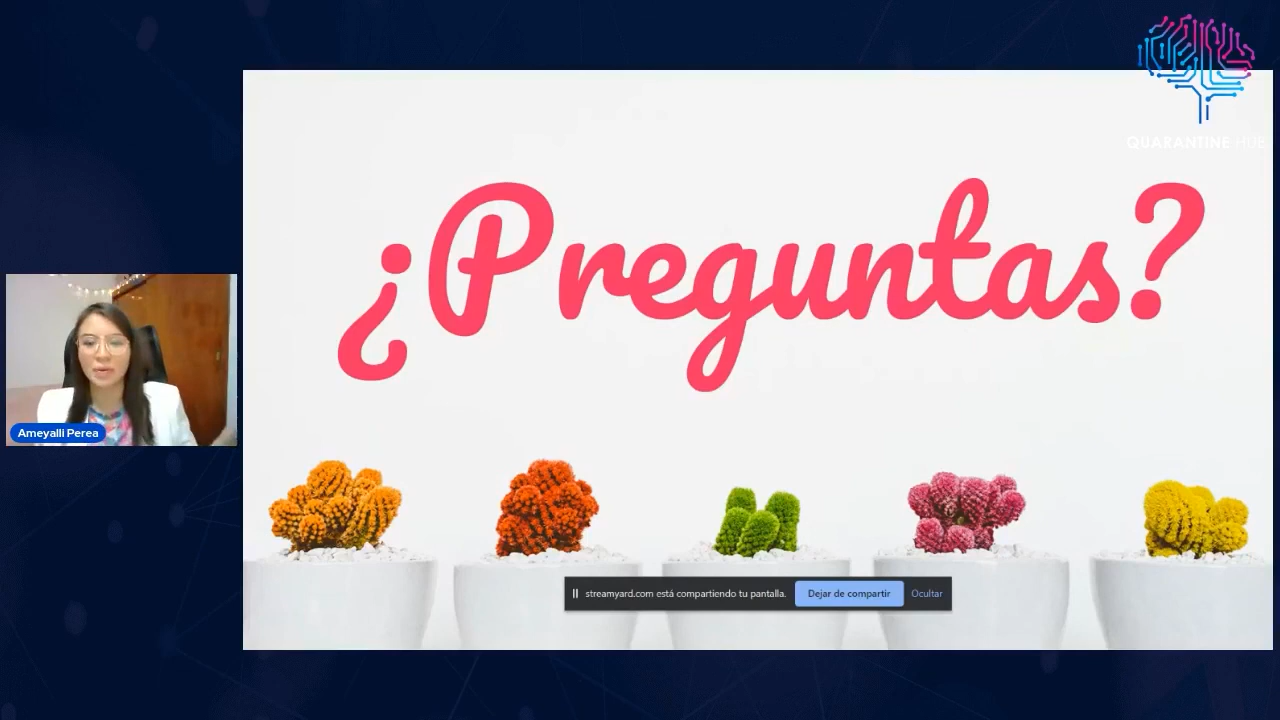 QUARANTINE HUB
¿Preguntas?
Ameyalli Perea
streamyard.com está compartiendo tu pantalla. Dejar de compartir Ocultar